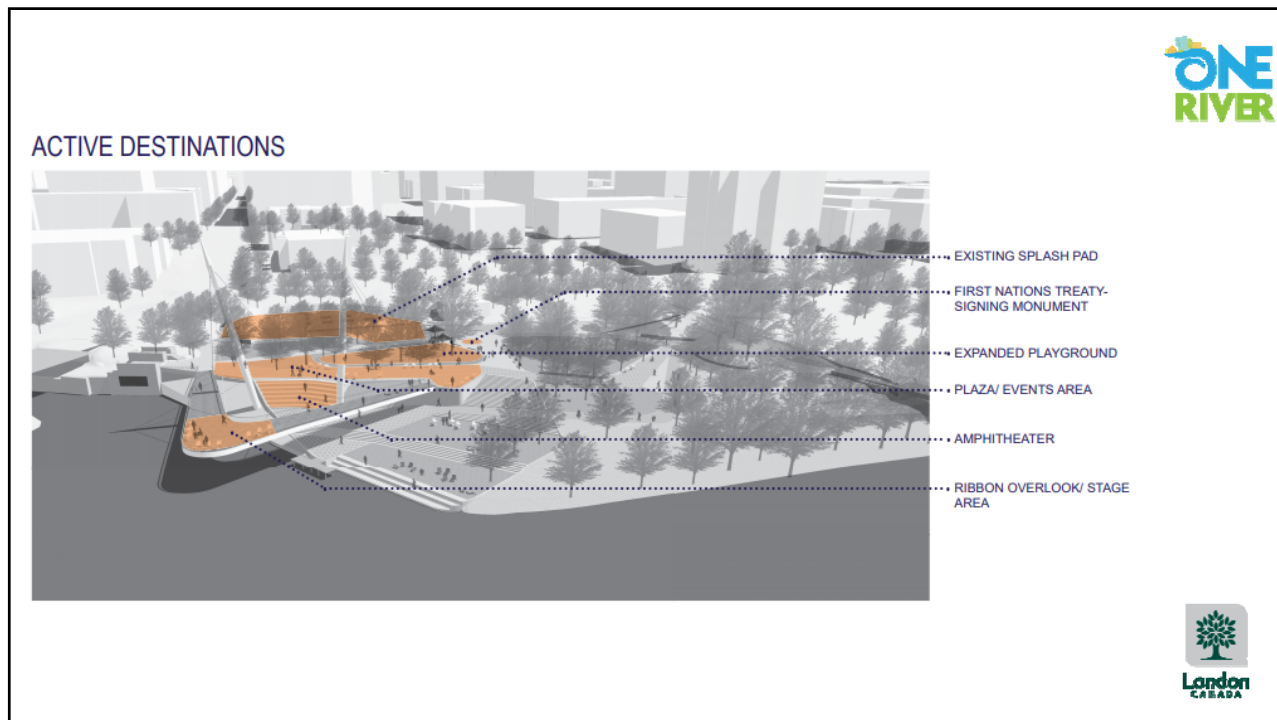 ONE
RIVER
ACTIVE DESTINATIONS
EXISTING SPLASH PAD
FIRST NATIONS TREATY-
SIGNING MONUMENT
EXPANDED PLAYGROUND
PLAZA/ EVENTS AREA
AMPHITHEATER
RIBBON OVERLOOK/ STAGE
AREA
London
CANADA